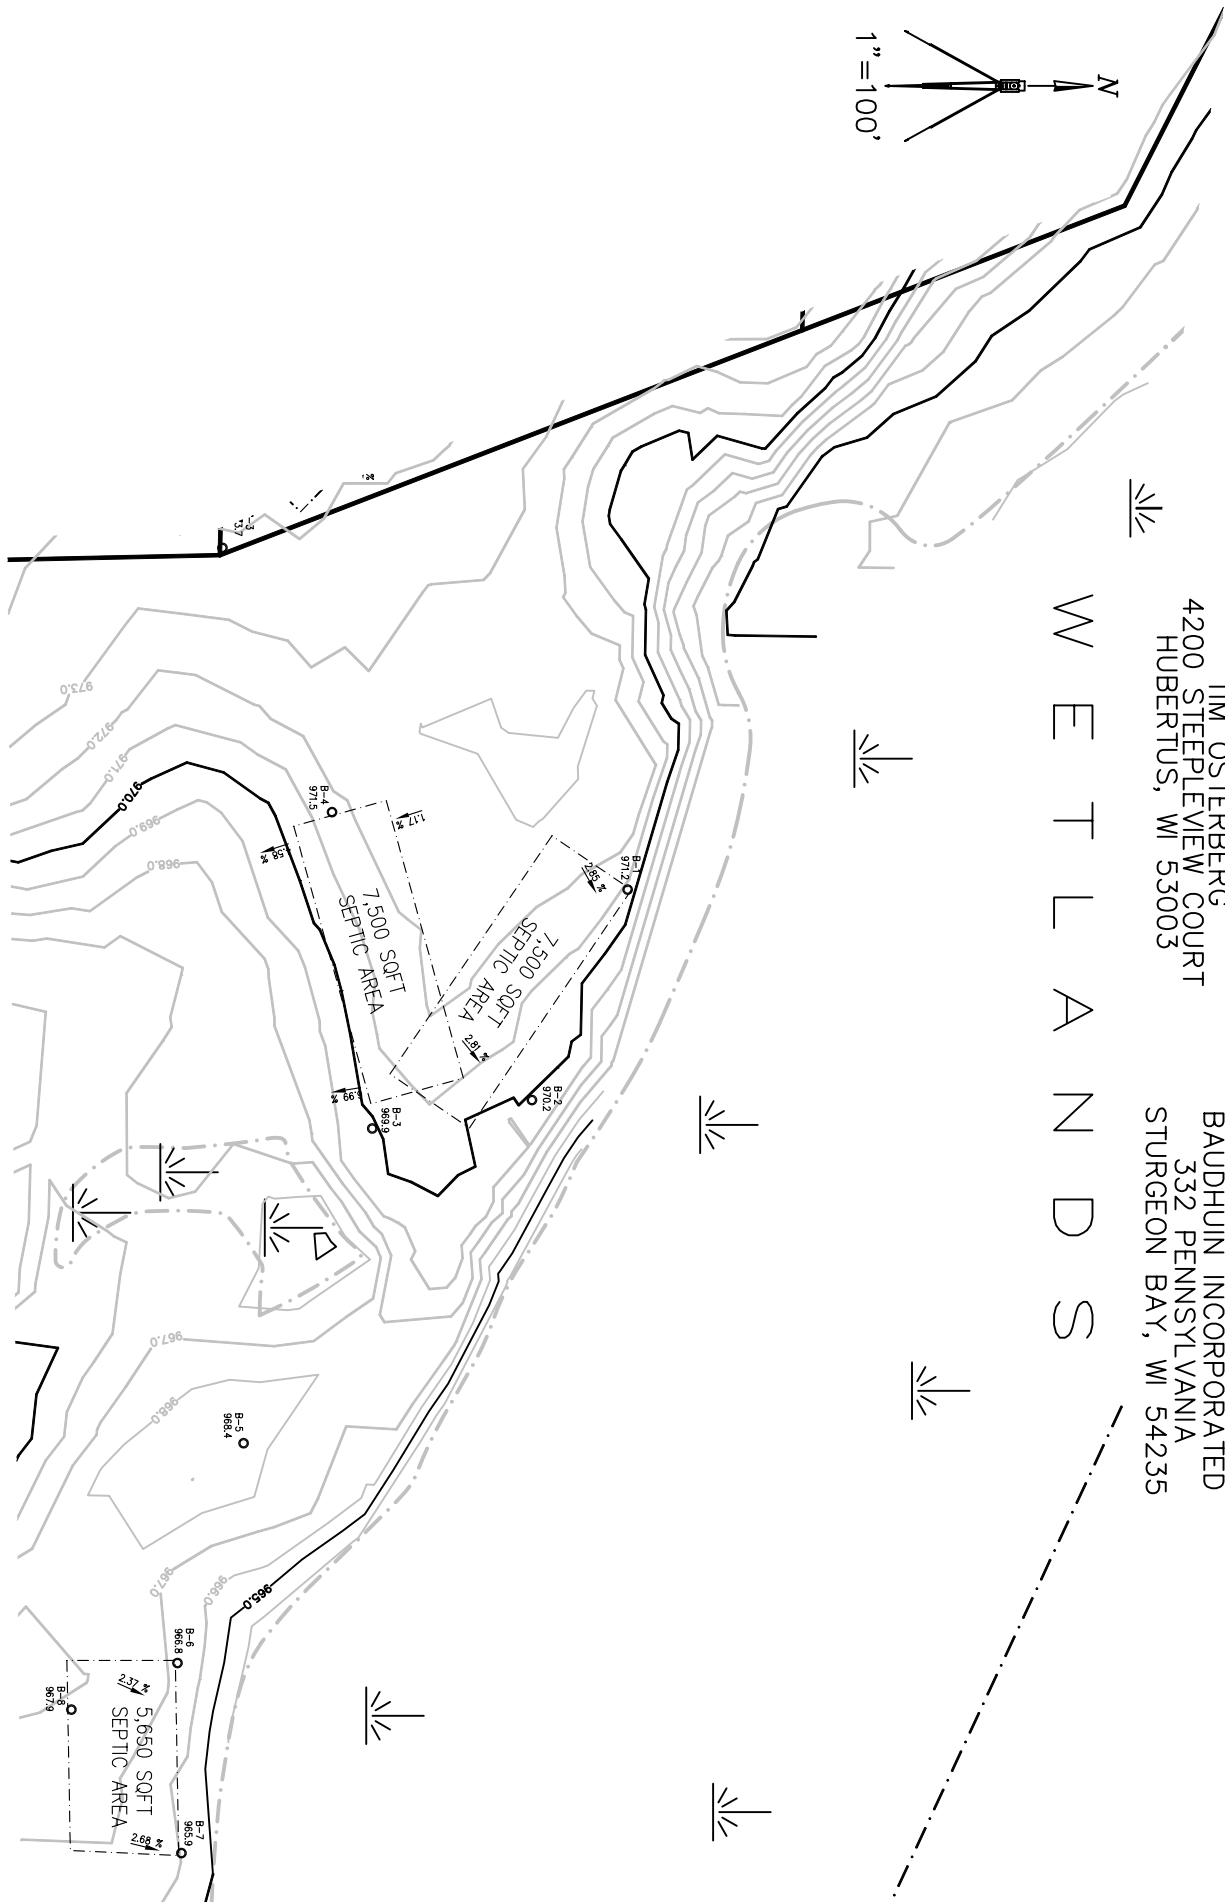 N
1"=100'
OSTERBERG
4200 STEEPLEVIEW COURT
HUBERTUS, WI 53003
BAUDHUIN INCORPORATED
332 PENNSYLVANIA
STURGEON BAY, WI 54235
WETLANDS
973.0
972.0
971.0
970.0
969.0
968.0
B-4
971.5
1.17 %
7,500 SQFT
SEPTIC AREA
B-1
971.2
2.85 %
7,500 SQFT
SEPTIC AREA
2.81 %
B-2
970.2
B-3
969.9
967.0
968.0
B-5
968.4
967.0
966.0
965.0
B-6
966.8
2.37 %
B-8
967.9
5,650 SQFT
SEPTIC AREA
B-7
965.9
2.68 %